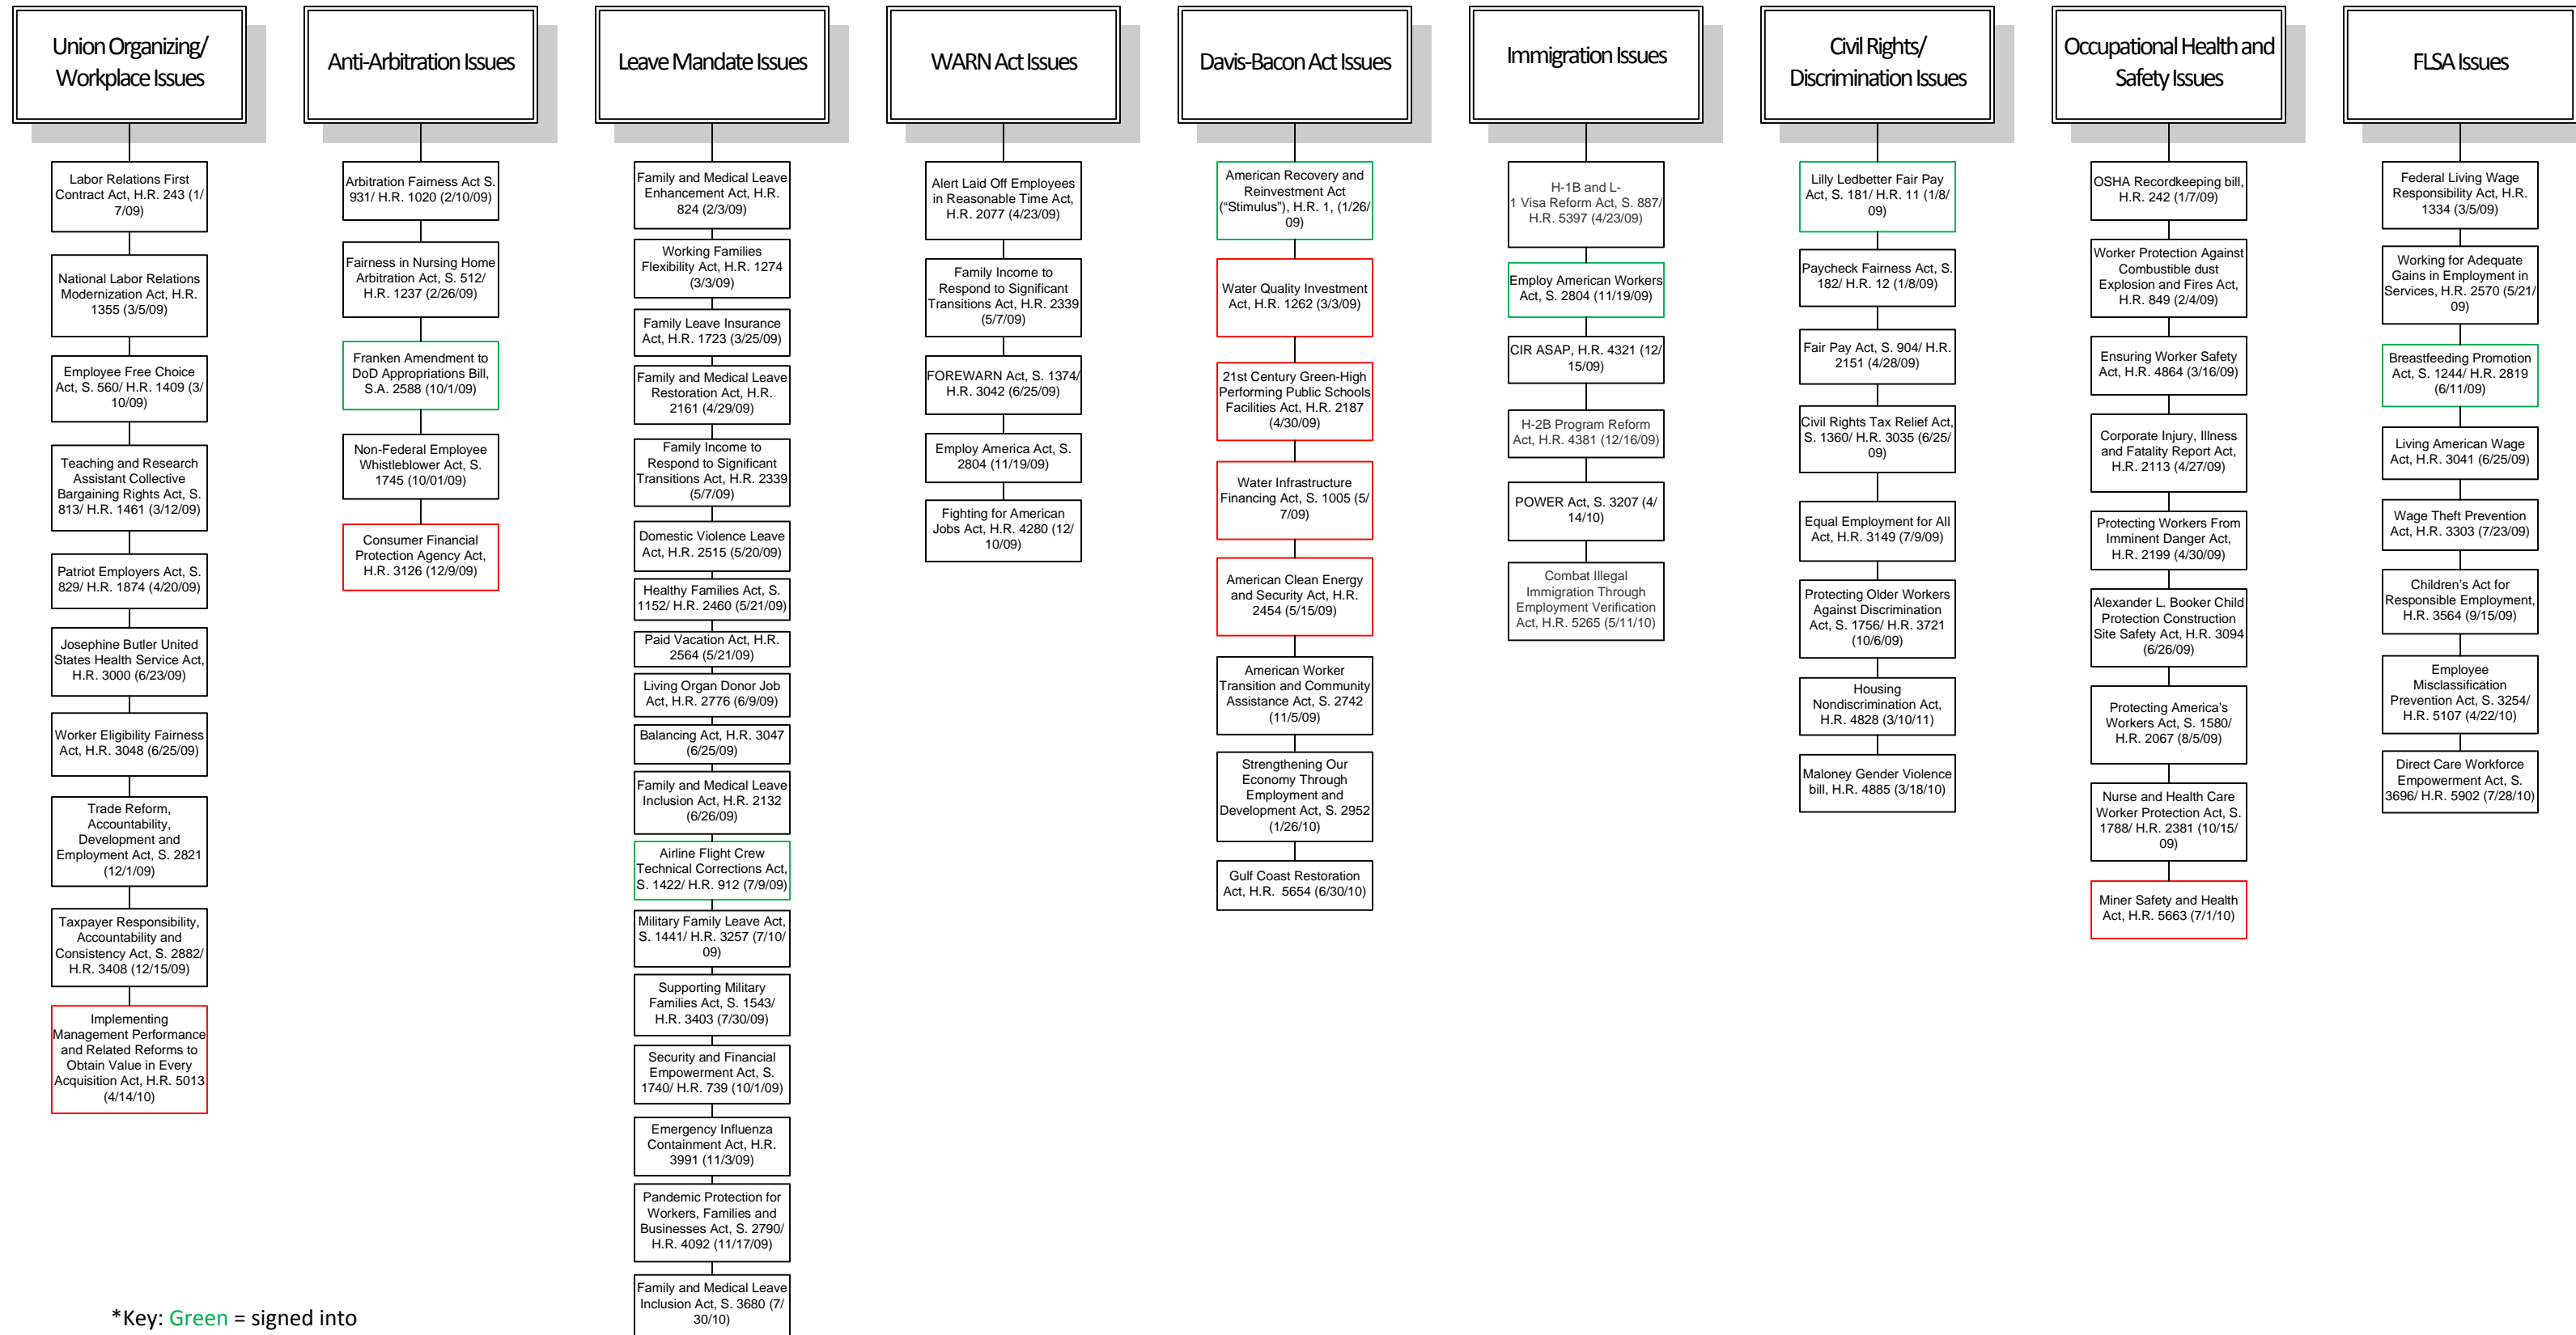 Union Organizing/
Workplace Issues
Labor Relations First
Contract Act, H.R. 243 (1/
7/09)
National Labor Relations
Modernization Act, H.R.
1355 (3/5/09)
Employee Free Choice
Act, S. 560/ H.R. 1409 (3/
10/09)
Teaching and Research
Assistant Collective
Bargaining Rights Act, S.
813/ H.R. 1461 (3/12/09)
Patriot Employers Act, S.
829/ H.R. 1874 (4/20/09)
Josephine Butler United
States Health Service Act,
H.R. 3000 (6/23/09)
Worker Eligibility Fairness
Act, H.R. 3048 (6/25/09)
Trade Reform,
Accountability,
Development and
Employment Act, S. 2821
(12/1/09)
Taxpayer Responsibility,
Accountability and
Consistency Act, S. 2882/
H.R. 3408 (12/15/09)
Implementing
Management Performance
and Related Reforms to
Obtain Value in Every
Acquisition Act, H.R. 5013
(4/14/10)
Anti-Arbitration Issues
Arbitration Fairness Act S.
931/ H.R. 1020 (2/10/09)
Fairness in Nursing Home
Arbitration Act, S. 512/
H.R. 1237 (2/26/09)
Franken Amendment to
DoD Appropriations Bill,
S.A. 2588 (10/1/09)
Non-Federal Employee
Whistleblower Act, S.
1745 (10/01/09)
Consumer Financial
Protection Agency Act,
H.R. 3126 (12/9/09)
Leave Mandate Issues
Family and Medical Leave
Enhancement Act, H.R.
824 (2/3/09)
Working Families
Flexibility Act, H.R. 1274
(3/3/09)
Family Leave Insurance
Act, H.R. 1723 (3/25/09)
Family and Medical Leave
Restoration Act, H.R.
2161 (4/29/09)
Family Income to
Respond to Significant
Transitions Act, H.R. 2339
(5/7/09)
Domestic Violence Leave
Act, H.R. 2515 (5/20/09)
Healthy Families Act, S.
1152/ H.R. 2460 (5/21/09)
Paid Vacation Act, H.R.
2564 (5/21/09)
Living Organ Donor Job
Act, H.R. 2776 (6/9/09)
Balancing Act, H.R. 3047
(6/25/09)
Family and Medical Leave
Inclusion Act, H.R. 2132
(6/26/09)
Airline Flight Crew
Technical Corrections Act,
S. 1422/ H.R. 912 (7/9/09)
Military Family Leave Act,
S. 1441/ H.R. 3257 (7/10/
09)
Supporting Military
Families Act, S. 1543/
H.R. 3403 (7/30/09)
Security and Financial
Empowerment Act, S.
1740/ H.R. 739 (10/1/09)
Emergency Influenza
Containment Act, H.R.
3991 (11/3/09)
Pandemic Protection for
Workers, Families and
Businesses Act, S. 2790/
H.R. 4092 (11/17/09)
Family and Medical Leave
Inclusion Act, S. 3680 (7/
30/10)
WARN Act Issues
Alert Laid Off Employees
in Reasonable Time Act,
H.R. 2077 (4/23/09)
Family Income to
Respond to Significant
Transitions Act, H.R. 2339
(5/7/09)
FOREWARN Act, S. 1374/
H.R. 3042 (6/25/09)
Employ America Act, S.
2804 (11/19/09)
Fighting for American
Jobs Act, H.R. 4280 (12/
10/09)
Davis-Bacon Act Issues
American Recovery and
Reinvestment Act
(“Stimulus”), H.R. 1, (1/26/
09)
Water Quality Investment
Act, H.R. 1262 (3/3/09)
21st Century Green-High
Performing Public Schools
Facilities Act, H.R. 2187
(4/30/09)
Water Infrastructure
Financing Act, S. 1005 (5/
7/09)
American Clean Energy
and Security Act, H.R.
2454 (5/15/09)
American Worker
Transition and Community
Assistance Act, S. 2742
(11/5/09)
Strengthening Our
Economy Through
Employment and
Development Act, S. 2952
(1/26/10)
Gulf Coast Restoration
Act, H.R.  5654 (6/30/10)
Immigration Issues
H-1B and L-
1 Visa Reform Act, S. 887/
H.R. 5397 (4/23/09)
Employ American Workers
Act, S. 2804 (11/19/09)
CIR ASAP, H.R. 4321 (12/
15/09)
H-2B Program Reform
Act, H.R. 4381 (12/16/09)
POWER Act, S. 3207 (4/
14/10)
Combat Illegal
Immigration Through
Employment Verification
Act, H.R. 5265 (5/11/10)
Civil Rights/
Discrimination Issues
Lilly Ledbetter Fair Pay
Act, S. 181/ H.R. 11 (1/8/
09)
Paycheck Fairness Act, S.
182/ H.R. 12 (1/8/09)
Fair Pay Act, S. 904/ H.R.
2151 (4/28/09)
Civil Rights Tax Relief Act,
S. 1360/ H.R. 3035 (6/25/
09)
Equal Employment for All
Act, H.R. 3149 (7/9/09)
Protecting Older Workers
Against Discrimination
Act, S. 1756/ H.R. 3721
(10/6/09)
Housing
Nondiscrimination Act,
H.R. 4828 (3/10/11)
Maloney Gender Violence
bill, H.R. 4885 (3/18/10)
Occupational Health and
Safety Issues
OSHA Recordkeeping bill,
H.R. 242 (1/7/09)
Worker Protection Against
Combustible dust
Explosion and Fires Act,
H.R. 849 (2/4/09)
Ensuring Worker Safety
Act, H.R. 4864 (3/16/09)
Corporate Injury, Illness
and Fatality Report Act,
H.R. 2113 (4/27/09)
Protecting Workers From
Imminent Danger Act,
H.R. 2199 (4/30/09)
Alexander L. Booker Child
Protection Construction
Site Safety Act, H.R. 3094
(6/26/09)
Protecting America’s
Workers Act, S. 1580/
H.R. 2067 (8/5/09)
Nurse and Health Care
Worker Protection Act, S.
1788/ H.R. 2381 (10/15/
09)
Miner Safety and Health
Act, H.R. 5663 (7/1/10)
FLSA Issues
Federal Living Wage
Responsibility Act, H.R.
1334 (3/5/09)
Working for Adequate
Gains in Employment in
Services, H.R. 2570 (5/21/
09)
Breastfeeding Promotion
Act, S. 1244/ H.R. 2819
(6/11/09)
Living American Wage
Act, H.R. 3041 (6/25/09)
Wage Theft Prevention
Act, H.R. 3303 (7/23/09)
Children’s Act for
Responsible Employment,
H.R. 3564 (9/15/09)
Employee
Misclassification
Prevention Act, S. 3254/
H.R. 5107 (4/22/10)
Direct Care Workforce
Empowerment Act, S.
3696/ H.R. 5902 (7/28/10)
*Key: Green = signed into